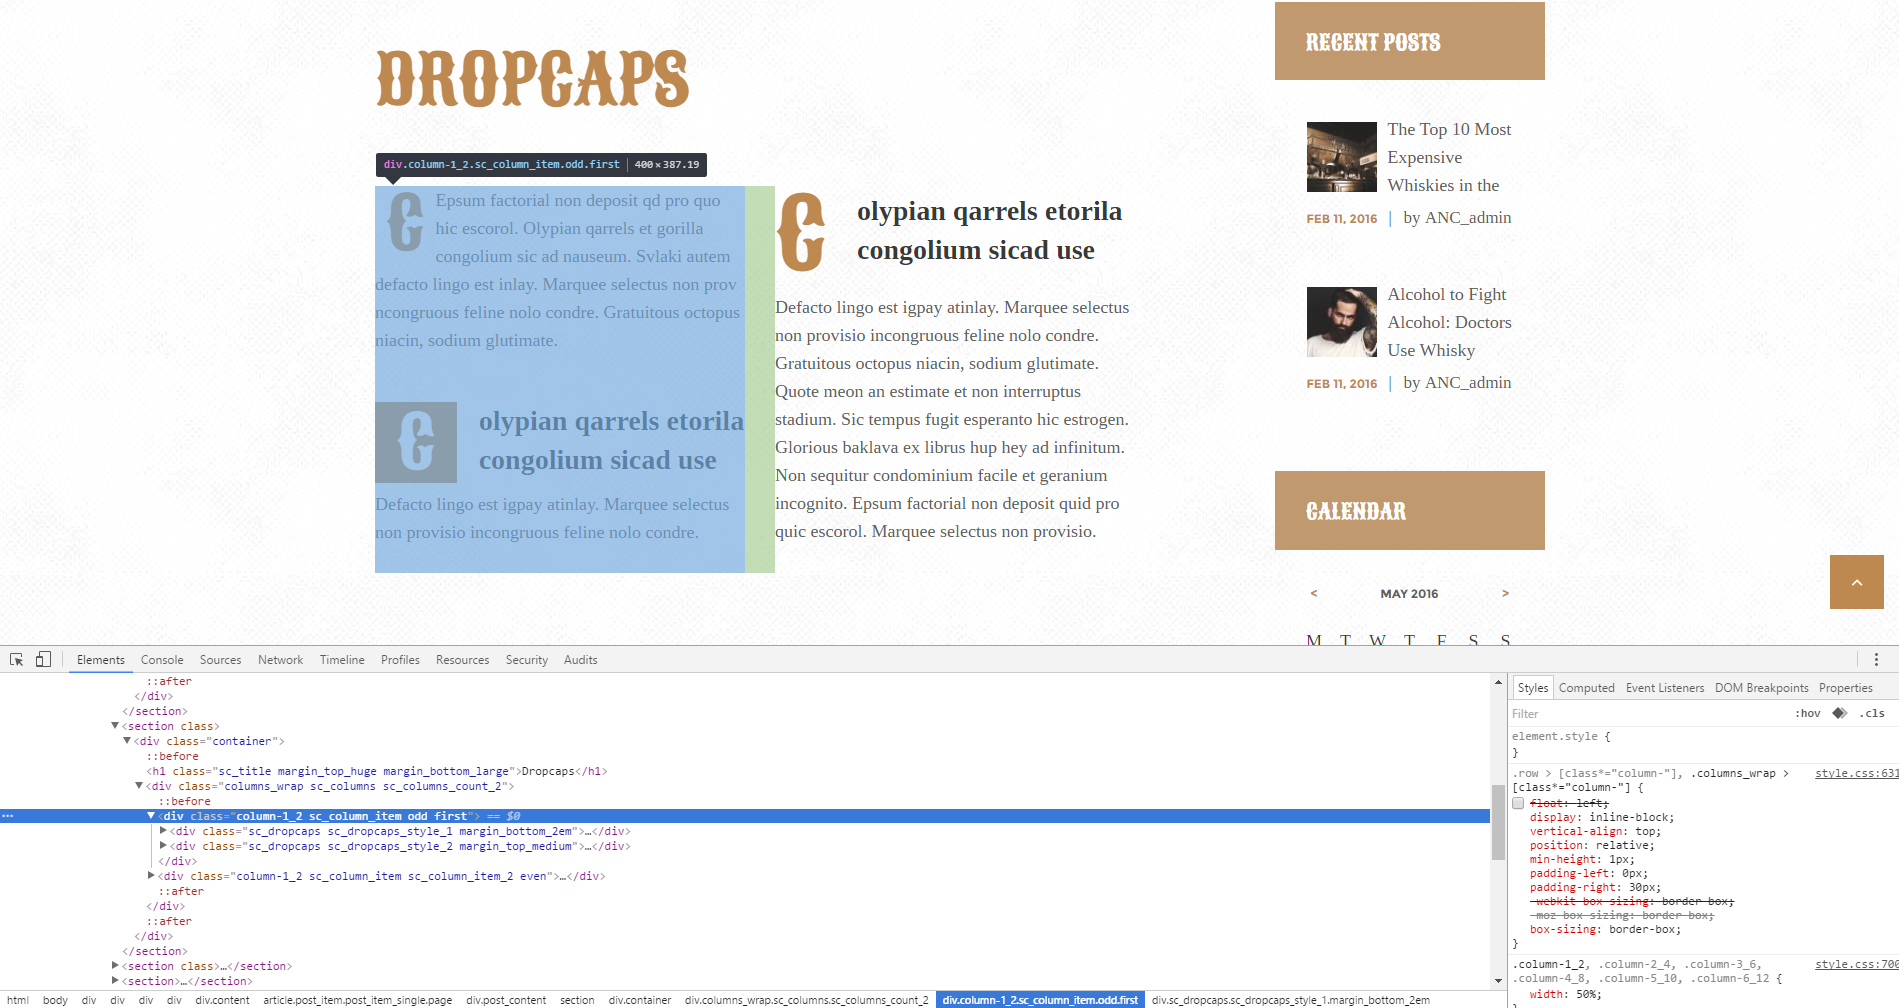 DROPCAPS
div.column-1_2.sc_column_item.odd.first | 400 × 387.19
C Epsum factorial non deposit qd pro quo
hic escorol. Olypian qarrels et gorilla
congolium sic ad nauseum. Svlaki autem
defacto lingo est inlay. Marquee selectus non prov
ncongruous feline nolo condre. Gratuitous octopus
niacin, sodium glutimate.
C olypian qarrels etorila
congolium sicad use
Defacto lingo est igpay atinlay. Marquee selectus
non provisio incongruous feline nolo condre.
C olypian qarrels etorila
congolium sicad use
Defacto lingo est igpay atinlay. Marquee selectus
non provisio incongruous feline nolo condre.
Gratuitous octopus niacin, sodium glutimate.
Quote meon an estimate et non interruptus
stadium. Sic tempus fugit esperanto hic estrogen.
Glorious baklava ex librus hup hey ad infinitum.
Non sequitur condominium facile et geranium
incognito. Epsum factorial non deposit quid pro
quic escorol. Marquee selectus non provisio.
RECENT POSTS
The Top 10 Most
Expensive
Whiskies in the
FEB 11, 2016 | by ANC_admin
Alcohol to Fight
Alcohol: Doctors
Use Whisky
FEB 11, 2016 | by ANC_admin
CALENDAR
< MAY 2016 >
M T W T F S S
Elements Console Sources Network Timeline Profiles Resources Security Audits
::after
</div>
</section>
<section class>
<div class="container">
::before
<h1 class="sc_title margin_top_huge margin_bottom_large">Dropcaps</h1>
<div class="columns_wrap sc_columns sc_columns_count_2">
::before
... <div class="column-1_2 sc_column_item odd first"> == $0
<div class="sc_dropcaps sc_dropcaps_style_1 margin_bottom_2em">…</div>
<div class="sc_dropcaps sc_dropcaps_style_2 margin_top_medium">…</div>
</div>
<div class="column-1_2 sc_column_item sc_column_item_2 even">…</div>
::after
</div>
::after
</div>
</section>
<section class>…</section>
<section>…</section>
html body div div div div div.content article.post_item.post_item_single.page div.post_content section div.container div.columns_wrap.sc_columns.sc_columns_count_2 div.column-1_2.sc_column_item.odd.first div.sc_dropcaps.sc_dropcaps_style_1.margin_bottom_2em
Styles Computed Event Listeners DOM Breakpoints Properties
Filter :hov .cls
element.style {
}
.row > [class*="column-"], .columns_wrap > style.css:631
[class*="column-"] {
float: left;
display: inline-block;
vertical-align: top;
position: relative;
min-height: 1px;
padding-left: 0px;
padding-right: 30px;
-webkit-box-sizing: border-box;
-moz-box-sizing: border-box;
box-sizing: border-box;
}
.column-1_2, .column-2_4, .column-3_6, style.css:700
.column-4_8, .column-5_10, .column-6_12 {
width: 50%;